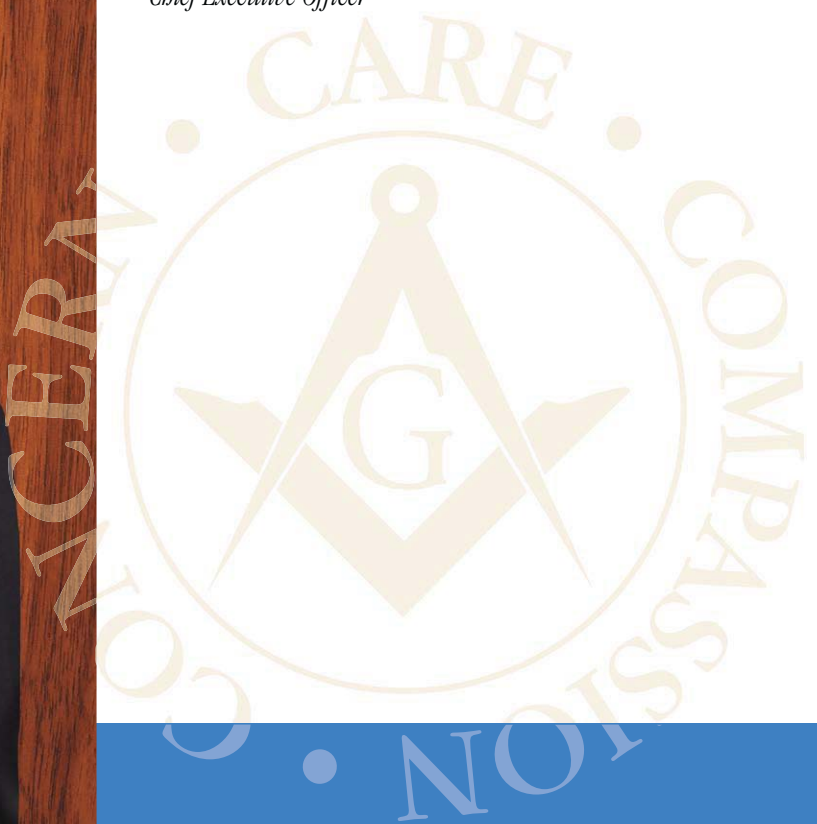 Chief Executive Officer
CARE • COMPASSION • CONCERN •
G